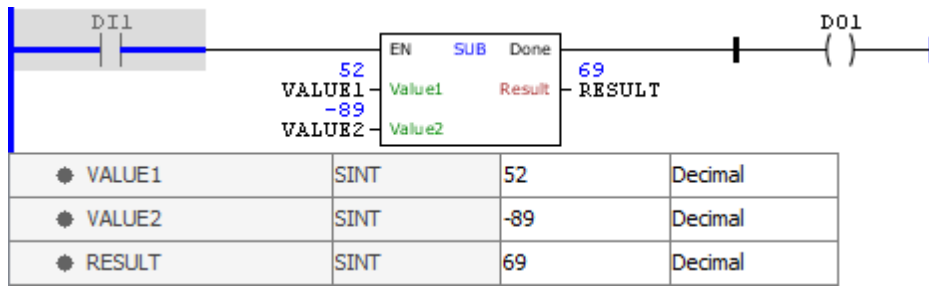 DI1 DO1
EN SUB Done
52 69
VALUE1 Value1 Result RESULT
-89
VALUE2 Value2
VALUE1 SINT 52 Decimal
VALUE2 SINT -89 Decimal
RESULT SINT 69 Decimal